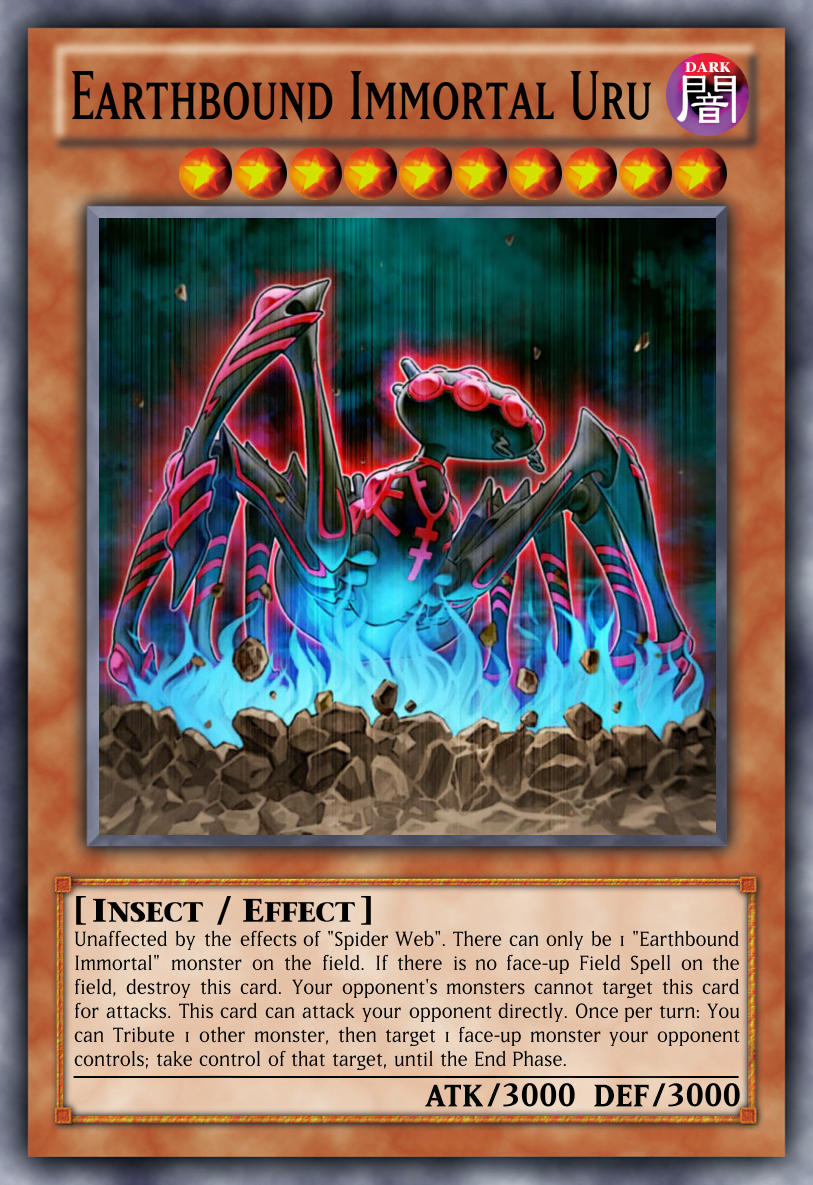 Earthbound Immortal Uru
DARK
闇
[ Insect / Effect ]
Unaffected by the effects of "Spider Web". There can only be 1 "Earthbound
Immortal" monster on the field. If there is no face-up Field Spell on the
field, destroy this card. Your opponent's monsters cannot target this card
for attacks. This card can attack your opponent directly. Once per turn: You
can Tribute 1 other monster, then target 1 face-up monster your opponent
controls; take control of that target, until the End Phase.
ATK/3000 DEF/3000